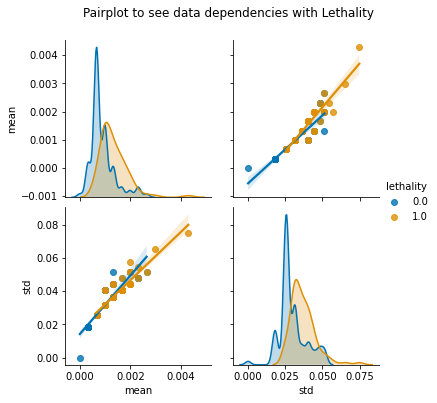 Pairplot to see data dependencies with Lethality
0.004
0.003
0.002
0.001
0.000
−0.001
mean
lethality
0.0
1.0
0.08
0.06
0.04
0.02
0.00
std
0.000 0.002 0.004
mean
0.000 0.025 0.050 0.075
std